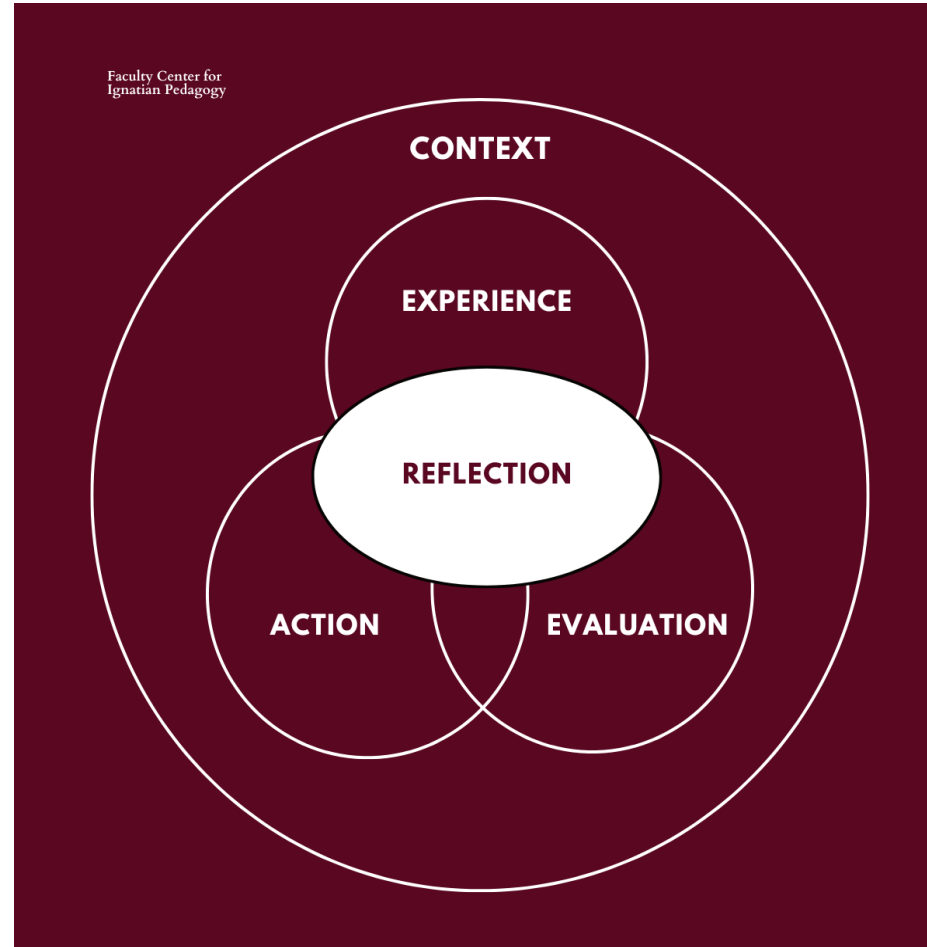 Faculty Center for
Ignatian Pedagogy
CONTEXT
EXPERIENCE
REFLECTION
ACTION
EVALUATION